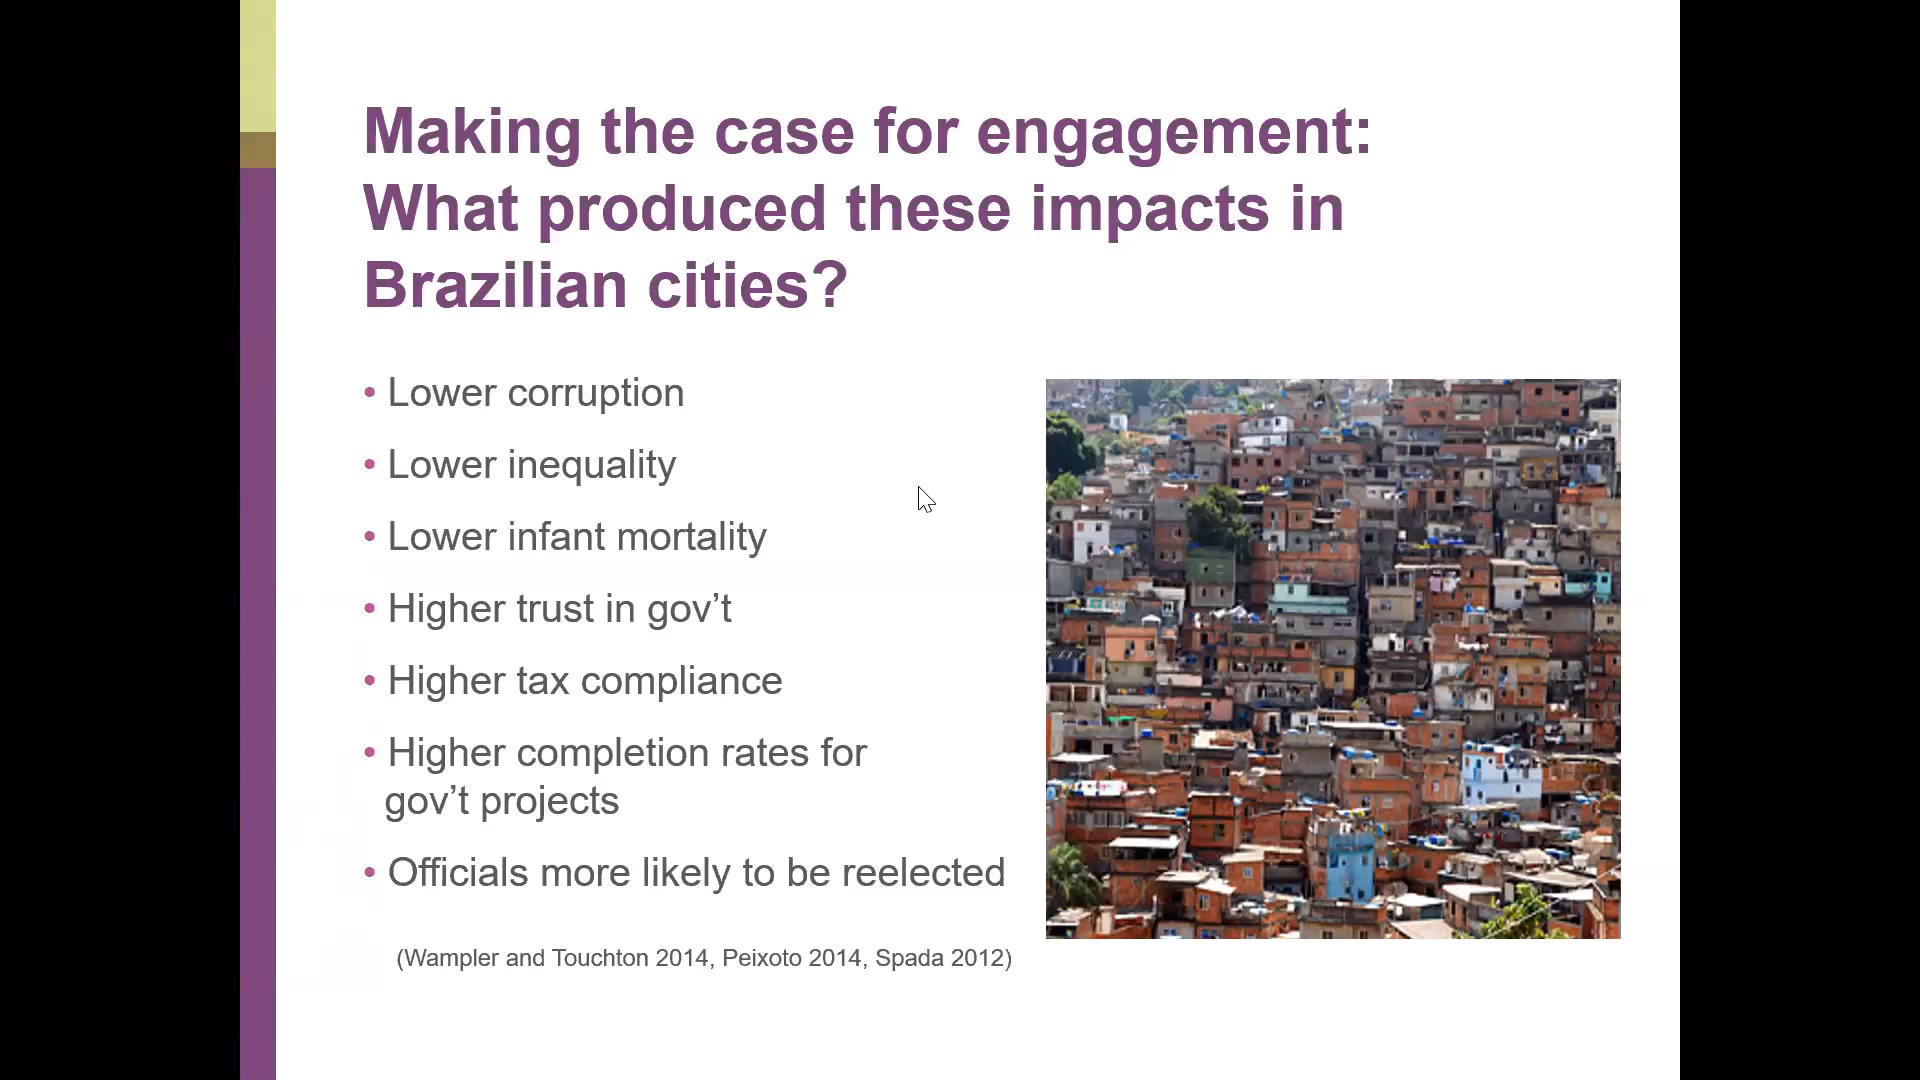 Making the case for engagement:
What produced these impacts in
Brazilian cities?
• Lower corruption
• Lower inequality
• Lower infant mortality
• Higher trust in gov’t
• Higher tax compliance
• Higher completion rates for
gov’t projects
• Officials more likely to be reelected
(Wampler and Touchton 2014, Peixoto 2014, Spada 2012)